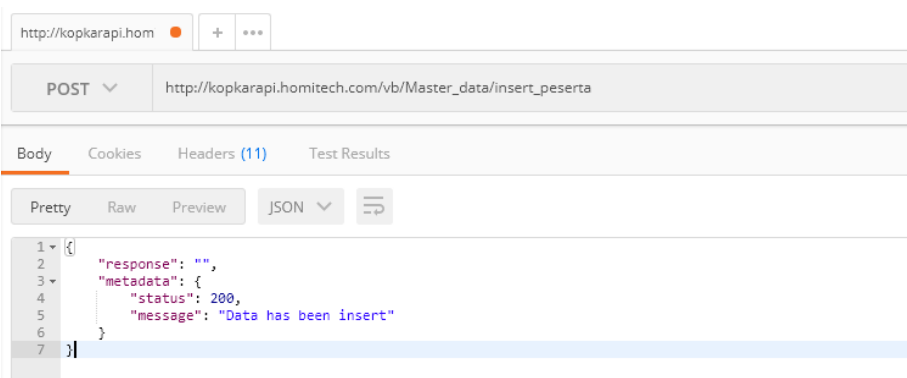 http://kopkarapi.hom + •••
POST http://kopkarapi.homitech.com/vb/Master_data/insert_peserta
Body Cookies Headers (11) Test Results
Pretty Raw Preview JSON
1 {
2 "response": "",
3 "metadata": {
4 "status": 200,
5 "message": "Data has been insert"
6 }
7 }